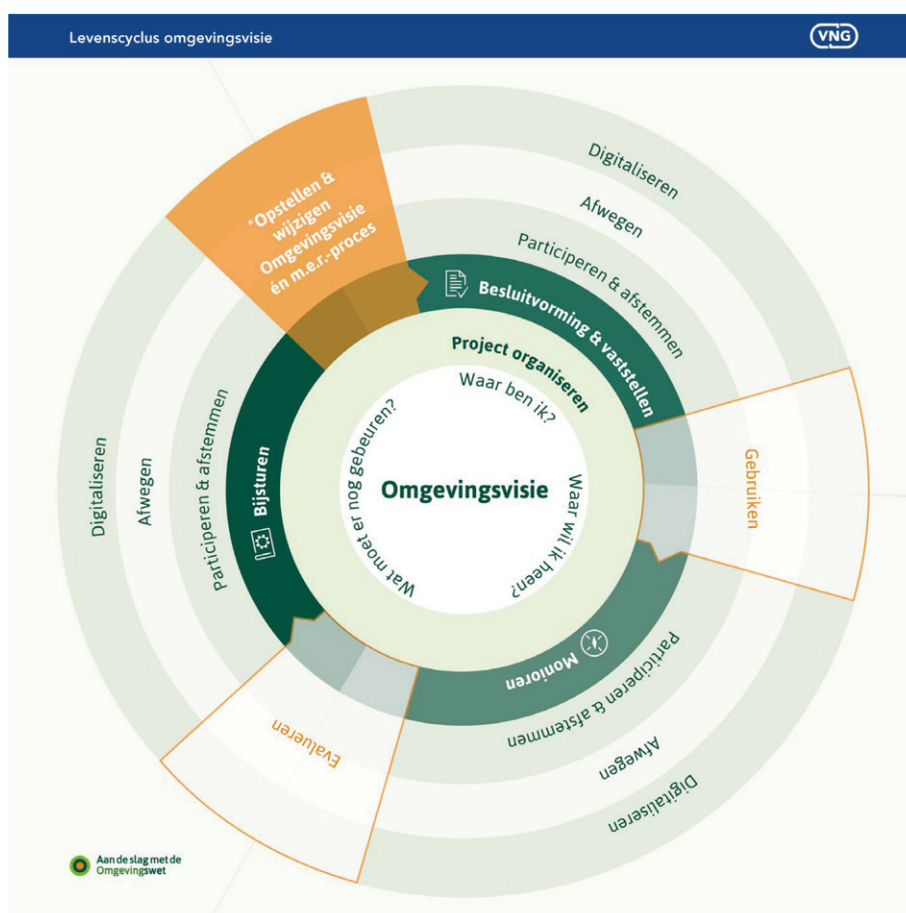 Levenscyclus omgevingsvisie
VNG
*Opstellen &
wijzigen
Omgevingsvisie
én m.e.r.-proces
Digitaliseren
Afwegen
Participeren & afstemmen
Besluitvorming & vaststellen
Project organiseren
Waar ben ik?
Waar wil ik heen?
Wat moet er nog gebeuren?
Omgevingsvisie
Gebruiken
Monioren
Participeren & afstemmen
Afwegen
Digitaliseren
Evalueren
Bijsturen
Participeren & afstemmen
Afwegen
Digitaliseren
Aan de slag met de
Omgevingswet